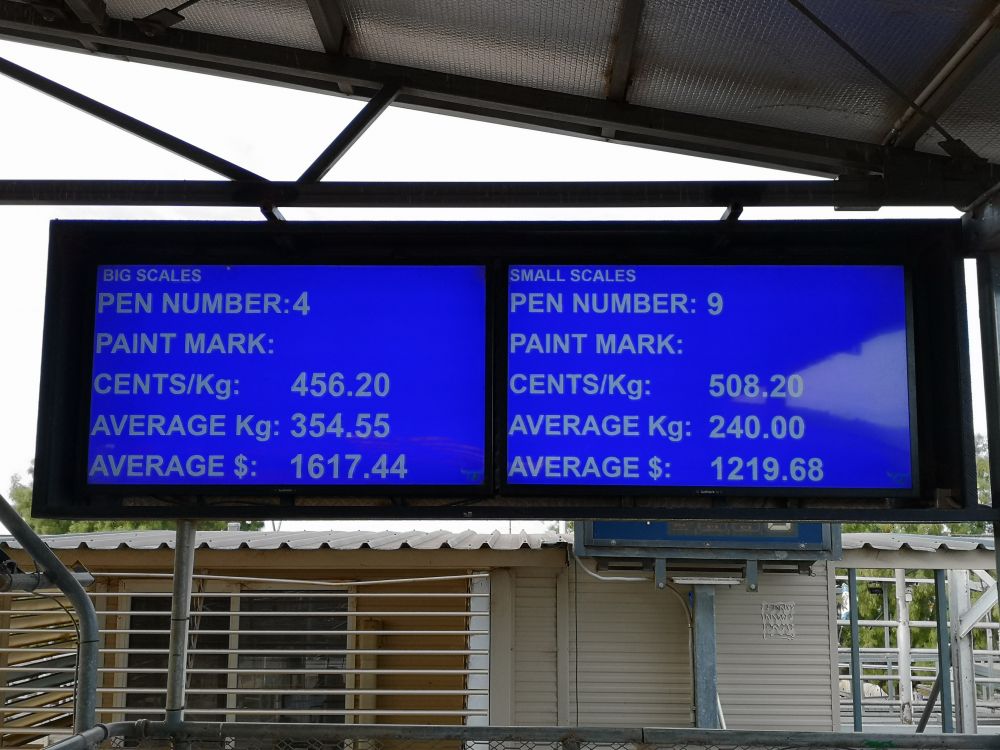 BIG SCALES
PEN NUMBER:4
PAINT MARK:
CENTS/Kg: 456.20
AVERAGE Kg: 354.55
AVERAGE $: 1617.44
SMALL SCALES
PEN NUMBER: 9
PAINT MARK:
CENTS/Kg: 508.20
AVERAGE Kg: 240.00
AVERAGE $: 1219.68